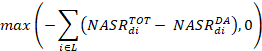 max(−∑_{i∈L}(NASR_{di}^{TOT} − NASR_{di}^{DA}), 0)